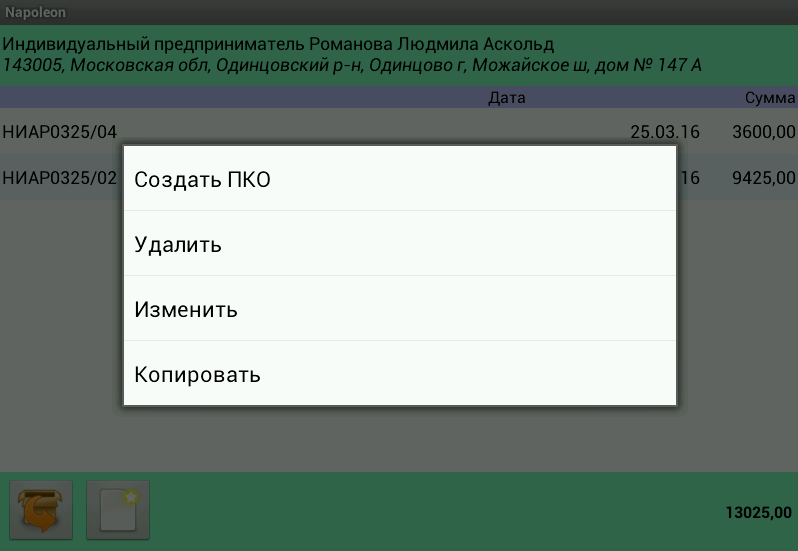 Napoleon
Индивидуальный предприниматель Романова Людмила Аскольд
143005, Московская обл, Одинцовский р-н, Одинцово г, Можайское ш, дом № 147 А
Дата Сумма
НИАР0325/04 25.03.16 3600,00
НИАР0325/02 16 9425,00
Создать ПКО
Удалить
Изменить
Копировать
13025,00